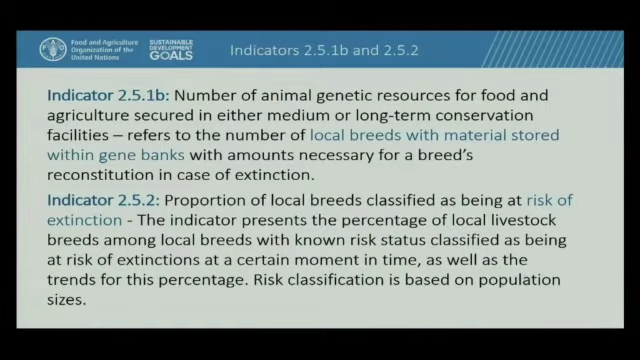 Food and Agriculture
Organization of the
United Nations
SUSTAINABLE
DEVELOPMENT
GOALS
Indicators 2.5.1b and 2.5.2
Indicator 2.5.1b: Number of animal genetic resources for food and
agriculture secured in either medium or long-term conservation
facilities – refers to the number of local breeds with material stored
within gene banks with amounts necessary for a breed's
reconstitution in case of extinction.
Indicator 2.5.2: Proportion of local breeds classified as being at risk of
extinction - The indicator presents the percentage of local livestock
breeds among local breeds with known risk status classified as being
at risk of extinctions at a certain moment in time, as well as the
trends for this percentage. Risk classification is based on population
sizes.